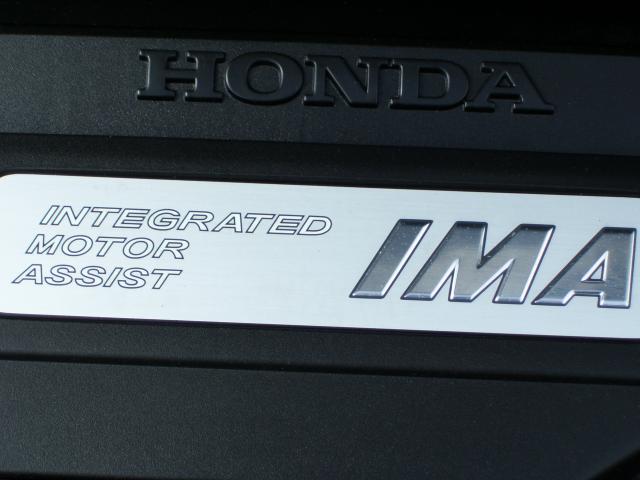 HONDA
INTEGRATED
MOTOR
ASSIST
IMA